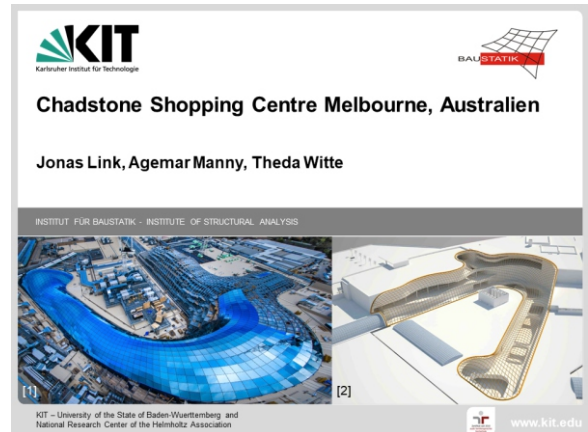 KIT
Karlsruher Institut für Technologie
BAUSTATIK
Chadstone Shopping Centre Melbourne, Australien
Jonas Link, Agemar Manny, Theda Witte
INSTITUT FÜR BAUSTATIK - INSTITUTE OF STRUCTURAL ANALYSIS
[1]
[2]
KIT – University of the State of Baden-Wuerttemberg and
National Research Center of the Helmholtz Association
www.kit.edu